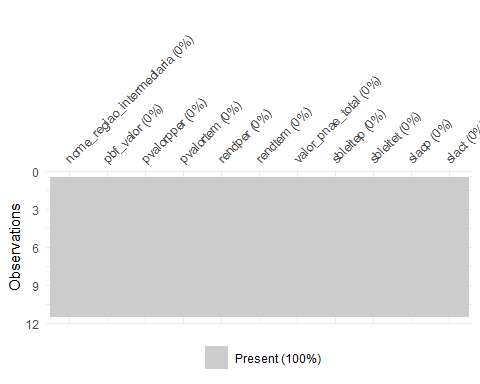 nome_regiao_intermediaria (0%)
pbf_valor (0%)
pvalorpper (0%)
pvalortem (0%)
rendper (0%)
rendtem (0%)
valor_pnae_total (0%)
sbleitep (0%)
sbleitet (0%)
slacp (0%)
slact (0%)
0
3
6
9
12
Observations
Present (100%)